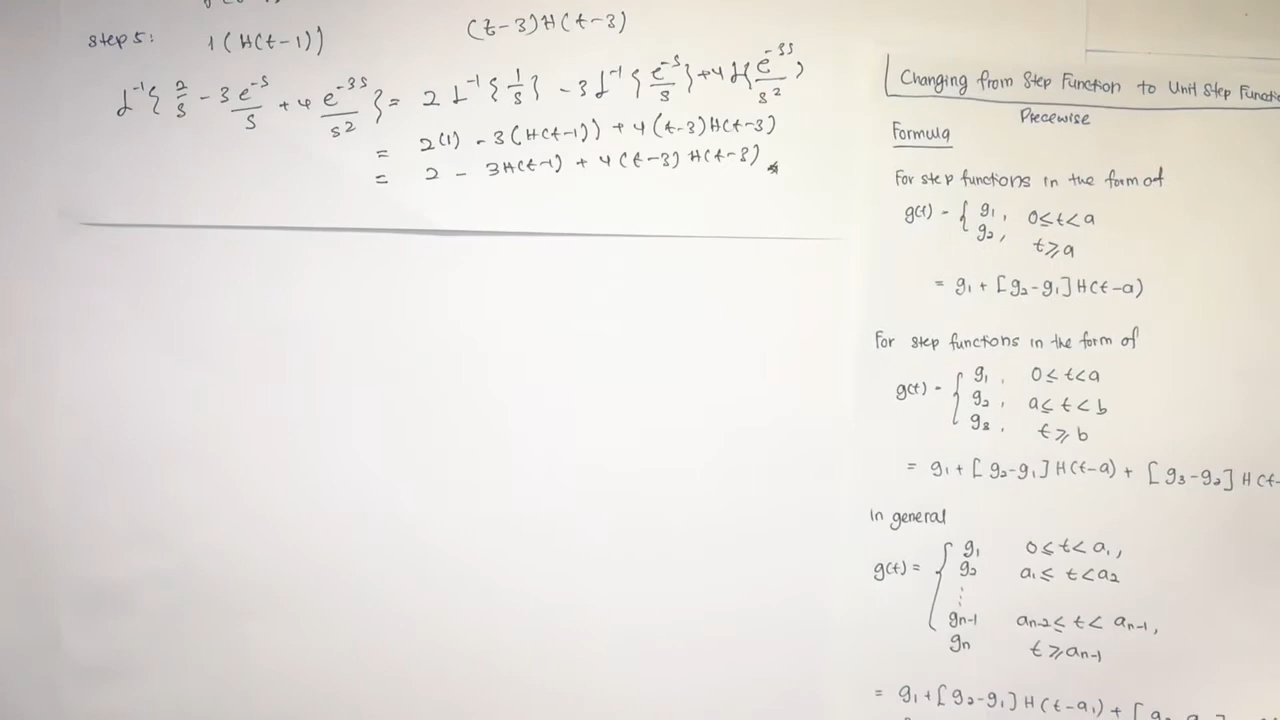 step 5: 1 (H(t-1)) (t-3)H(t-3)
L⁻¹{ 2/s - 3 e^-s/s + 4 e^-3s/s² } = 2 L⁻¹{ 1/s } - 3 L⁻¹{ e^-s/s } + 4 L{ e^-3s/s² }
= 2(1) - 3(H(t-1)) + 4(t-3)H(t-3)
= 2 - 3H(t-1) + 4(t-3)H(t-3)
Changing from Step Function to Unit Step Functi
Piecewise
Formula
For step functions in the form of
g(t) = { g₁, 0≤t<a
g₂, t≥a
= g₁ + [g₂-g₁]H(t-a)
For step functions in the form of
g₁, 0≤t<a
g(t) = { g₂, a≤t<b
g₃, t≥b
= g₁ + [g₂-g₁]H(t-a) + [g₃-g₂]H(t-
In general
g₁ 0≤t<a₁,
g(t) = { g₂ a₁≤t<a₂
⋮
gn-1 an-2≤t<an-1,
gn t≥an-1
= g₁+[g₂-g₁]H(t-a₁) + [